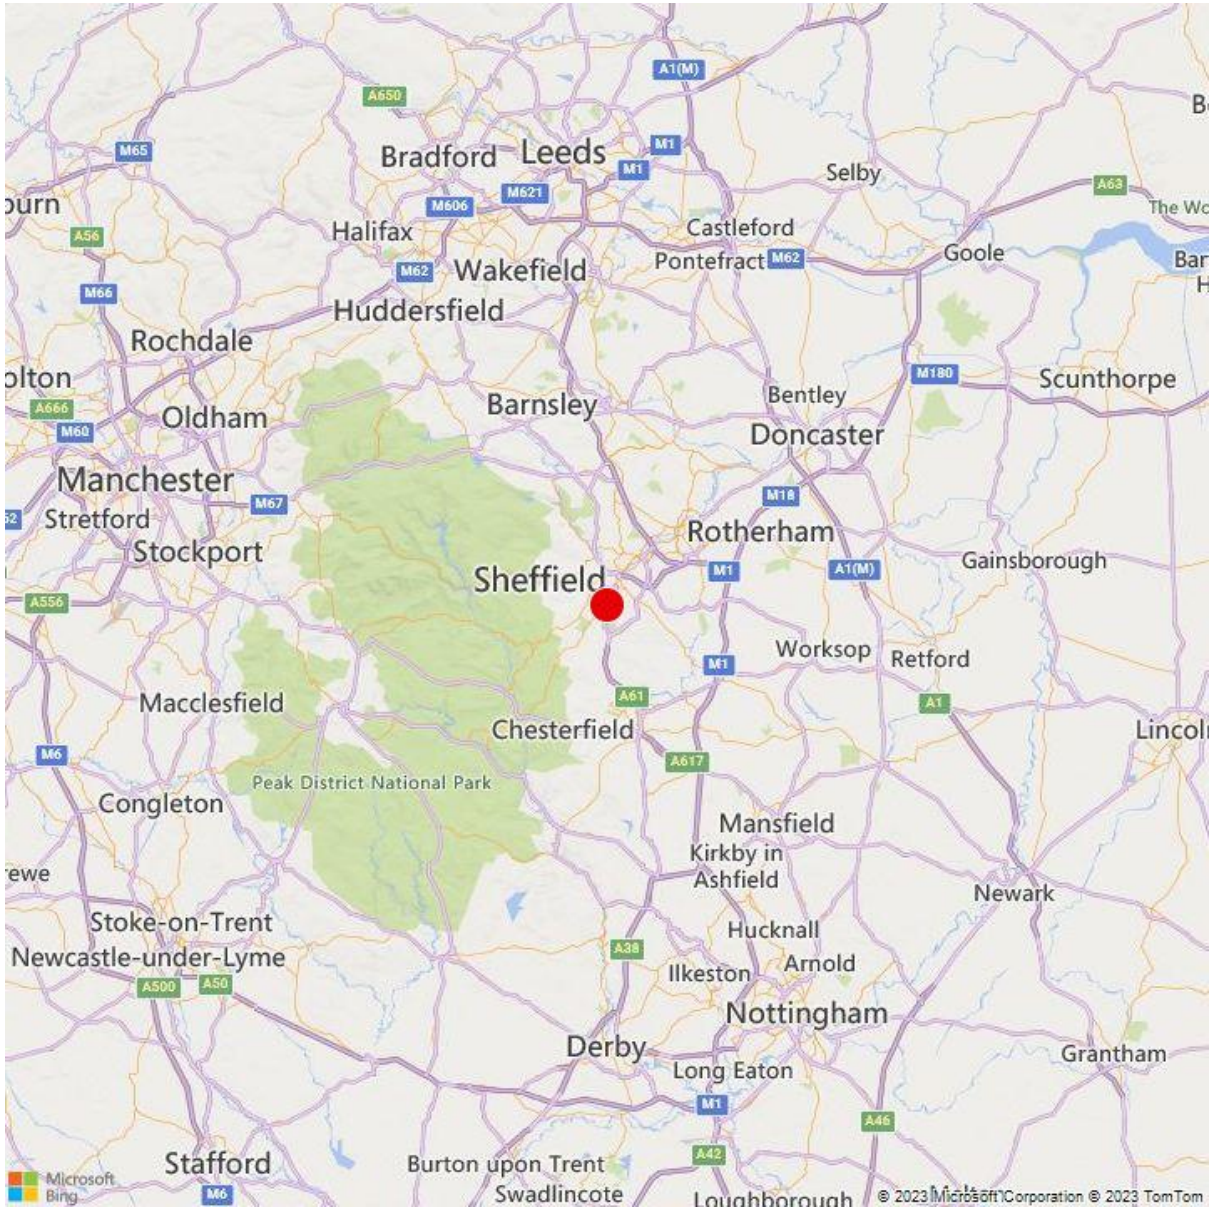 A1(M)
A650
B
M65
Bradford
Leeds
M1
M1
Selby
A63
M621
M606
ourn
The Wo
A56
Halifax
Castleford
Goole
M62
Wakefield
Pontefract
M62
Bar
H
M66
Huddersfield
Rochdale
olton
M180
Scunthorpe
A666
Barnsley
Bentley
M60
Oldham
Doncaster
Manchester
M18
M67
62
Stretford
Rotherham
Stockport
Gainsborough
Sheffield
M1
A1(M)
A556
Worksop
Retford
M1
A61
A1
Macclesfield
Chesterfield
Lincoln
M6
A617
Peak District National Park
Congleton
Mansfield
Kirkby in
Ashfield
rewe
Newark
Stoke-on-Trent
Hucknall
Newcastle-under-Lyme
A38
Ilkeston
Arnold
A500
A50
Nottingham
Derby
Grantham
Long Eaton
M1
A46
A42
Stafford
Burton upon Trent
Microsoft
Bing
M6
Swadlincote
Loughborough
© 2023 Microsoft Corporation © 2023 TomTom